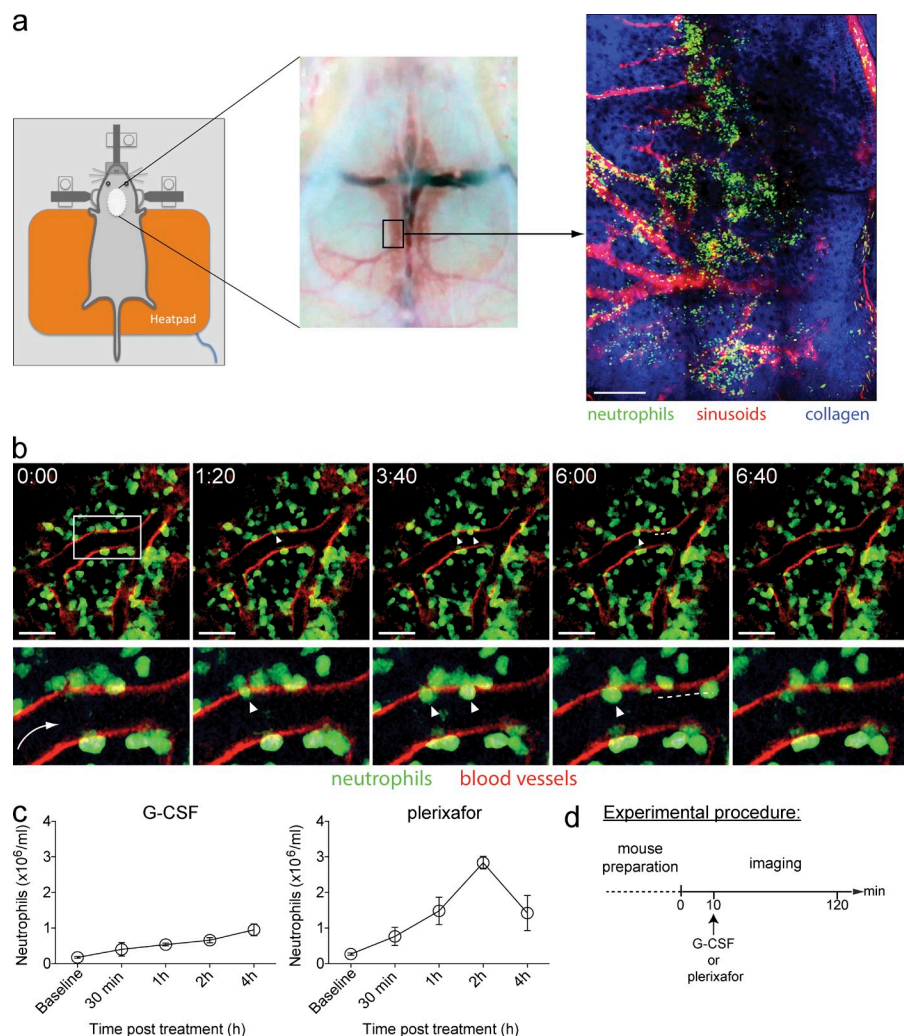 a
Heatpad
neutrophils sinusoids collagen
b
0:00 1:20 3:40 6:00 6:40
neutrophils blood vessels
c
G-CSF
Neutrophils (x10⁶/ml)
4
3
2
1
0
Baseline 30 min 1h 2h 4h
Time post treatment (h)
plerixafor
Neutrophils (x10⁶/ml)
4
3
2
1
0
Baseline 30 min 1h 2h 4h
Time post treatment (h)
d
Experimental procedure:
mouse
preparation
imaging
min
0 10 120
G-CSF
or
plerixafor